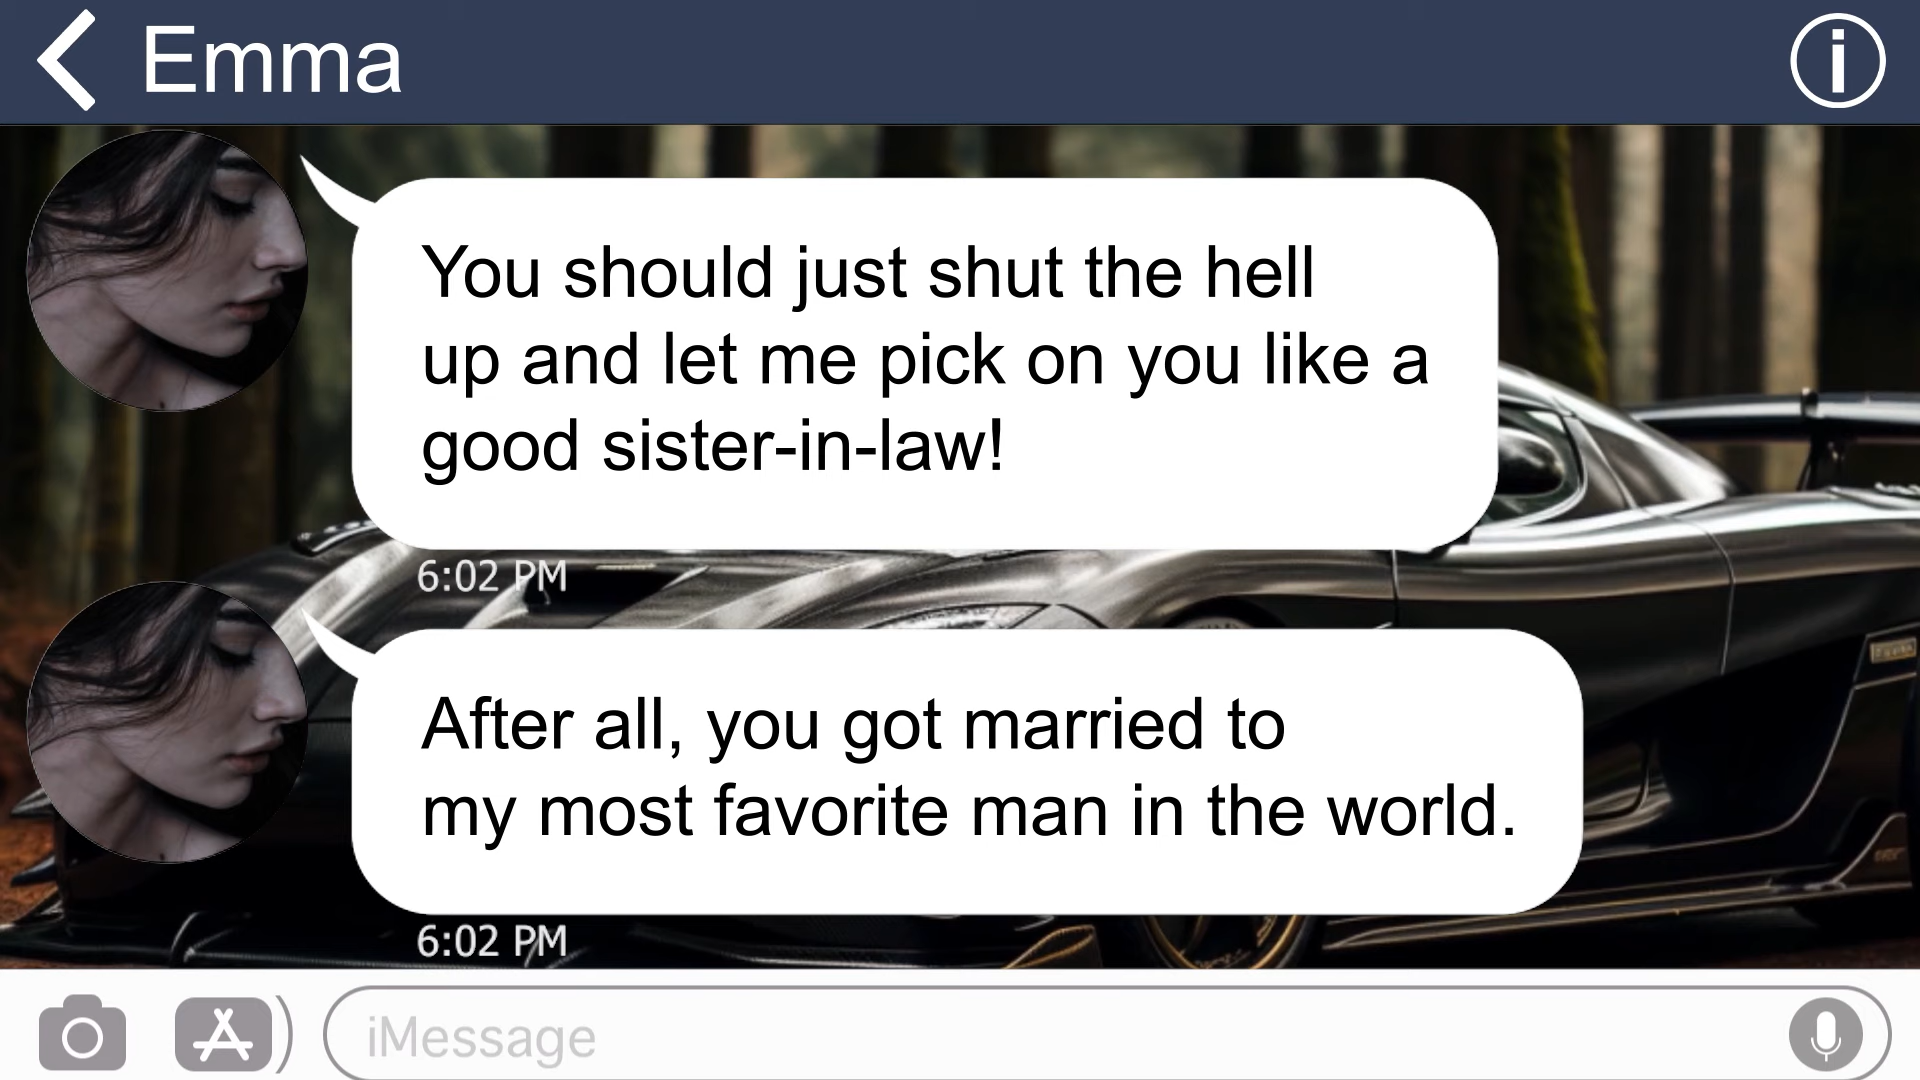 Emma
You should just shut the hell
up and let me pick on you like a
good sister-in-law!
6:02 PM
After all, you got married to
my most favorite man in the world.
6:02 PM
iMessage